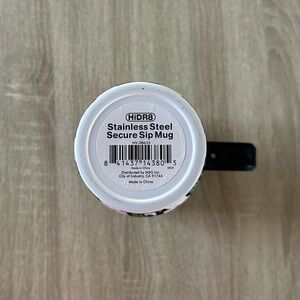 HiDR8
Stainless Steel
Secure Sip Mug
8 41437 14380 5
Distributed by HSG Inc.
City of Industry, CA 91748
Made in China